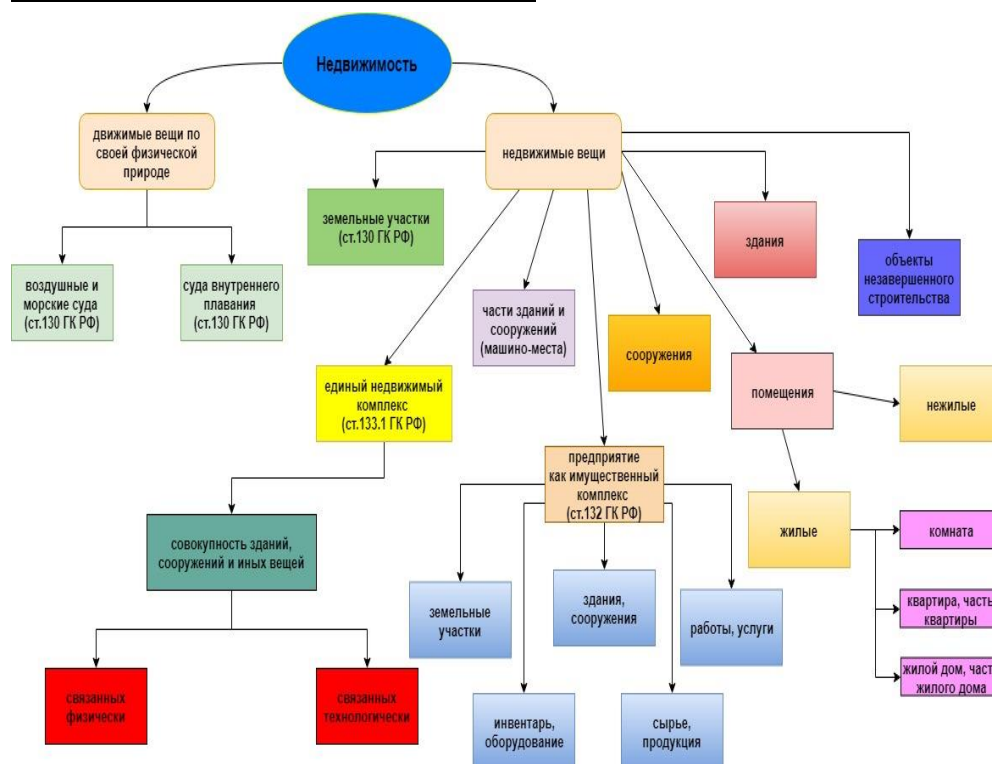 Недвижимость
движимые вещи по
своей физической
природе
недвижимые вещи
земельные участки
(ст.130 ГК РФ)
здания
объекты
незавершенного
строительства
воздушные и
морские суда
(ст.130 ГК РФ)
суда внутреннего
плавания
(ст.130 ГК РФ)
части зданий и
сооружений
(машино-места)
сооружения
единый недвижимый
комплекс
(ст.133.1 ГК РФ)
помещения
нежилые
предприятие
как имущественный
комплекс
(ст.132 ГК РФ)
жилые
комната
совокупность зданий,
сооружений и иных вещей
земельные
участки
здания,
сооружения
работы, услуги
квартира, часть
квартиры
жилой дом, часть
жилого дома
связанных
физически
связанных
технологически
инвентарь,
оборудование
сырье,
продукция